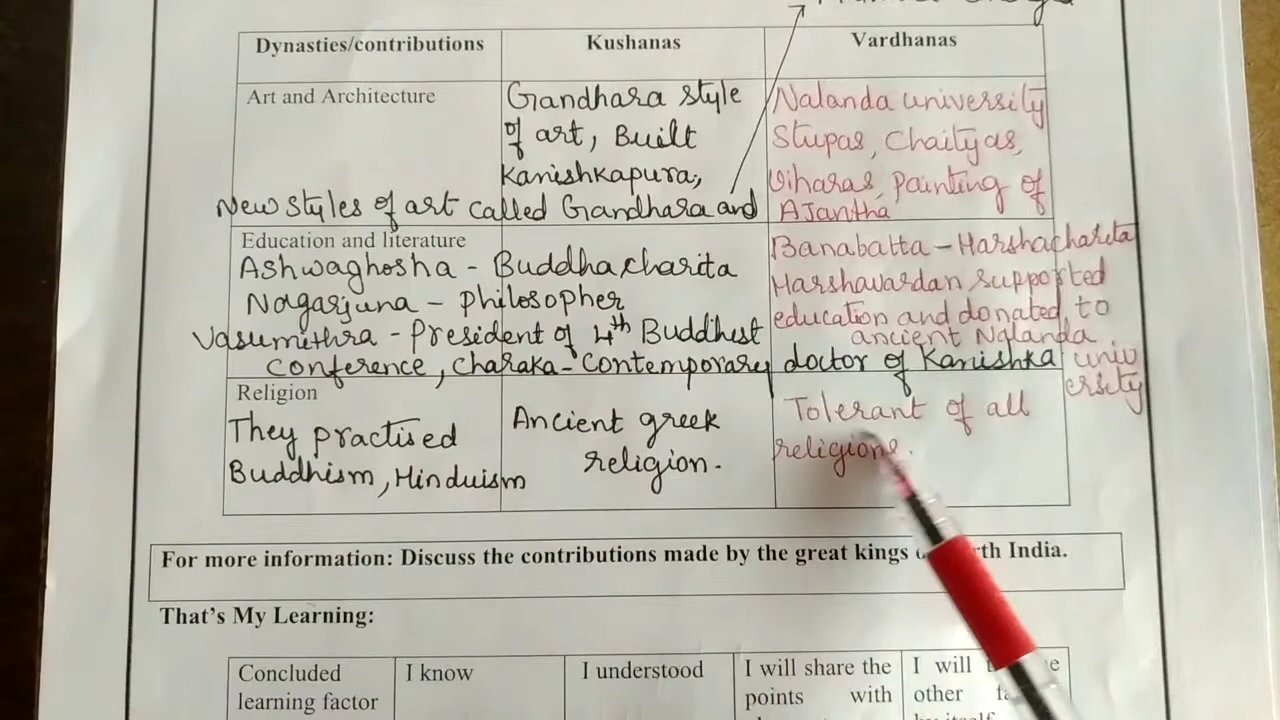 Dynasties/contributions Kushanas Vardhanas
Art and Architecture
Gandhara style
of art, Built
Kanishkapura,
New styles of art called Gandhara and
Nalanda university
Stupas, Chaityas,
Viharas, Painting of
Ajantha
Education and literature
Ashwaghosha - Buddhacharita
Nagarjuna - Philosopher
Vasumithra - President of 4th Buddhist
Conference, Charaka - Contemporary doctor of Kanishka
Banabatta - Harshacharita
Harshavardan supported
education and donated to
ancient Nalanda
univ
ersity
Religion
They practised
Buddhism, Hinduism
Ancient greek
religion.
Tolerant of all
religions.
For more information: Discuss the contributions made by the great kings India.
That's My Learning:
Concluded
learning factor
I know
I understood
I will share the
points with
I will
other